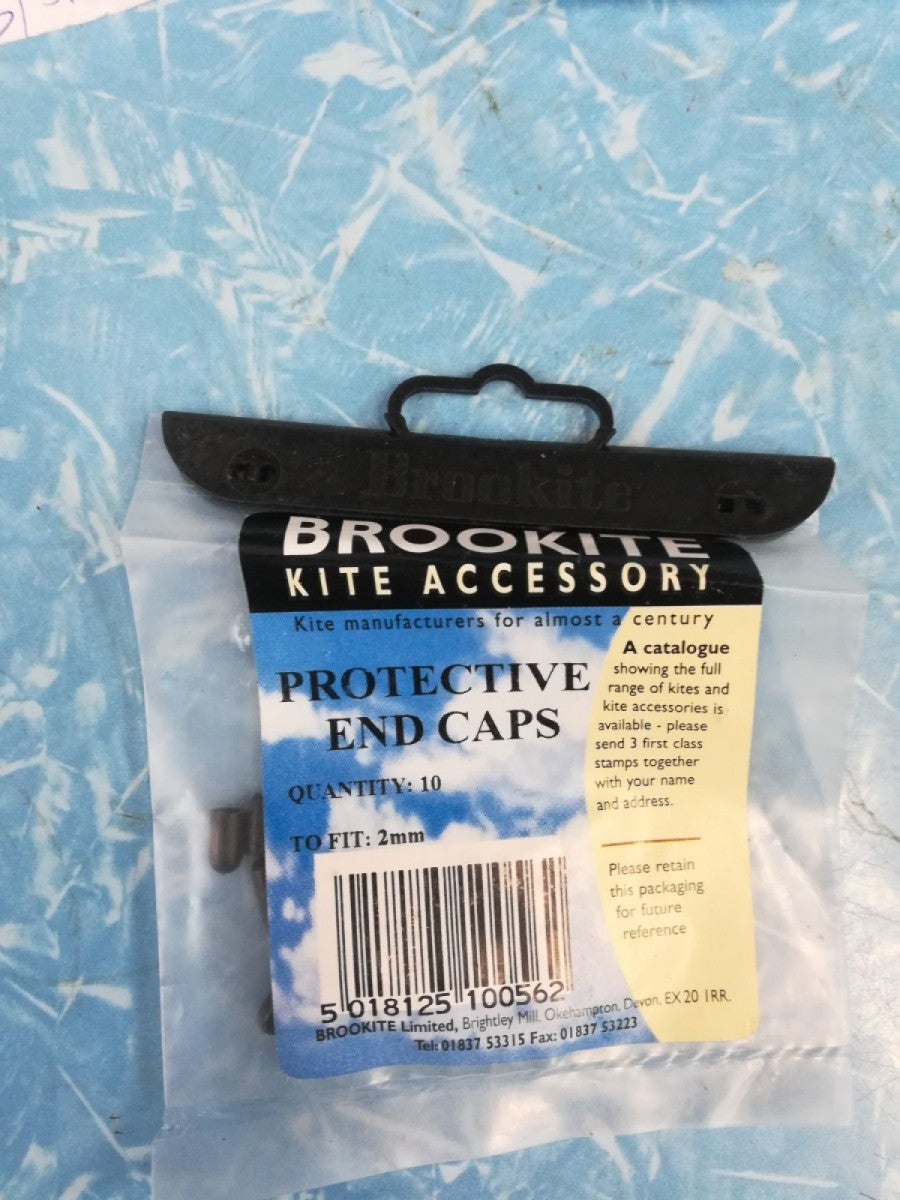 Brookite
BROOKITE
KITE ACCESSORY
Kite manufacturers for almost a century
PROTECTIVE
END CAPS
QUANTITY: 10
TO FIT: 2mm
A catalogue
showing the full
range of kites and
kite accessories is
available - please
send 3 first class
stamps together
with your name
and address.
Please retain
this packaging
for future
reference
5 018125 100562
BROOKITE Limited, Brightley Mill, Okehampton, Devon, EX20 1RR.
Tel: 01837 53315 Fax: 01837 53223